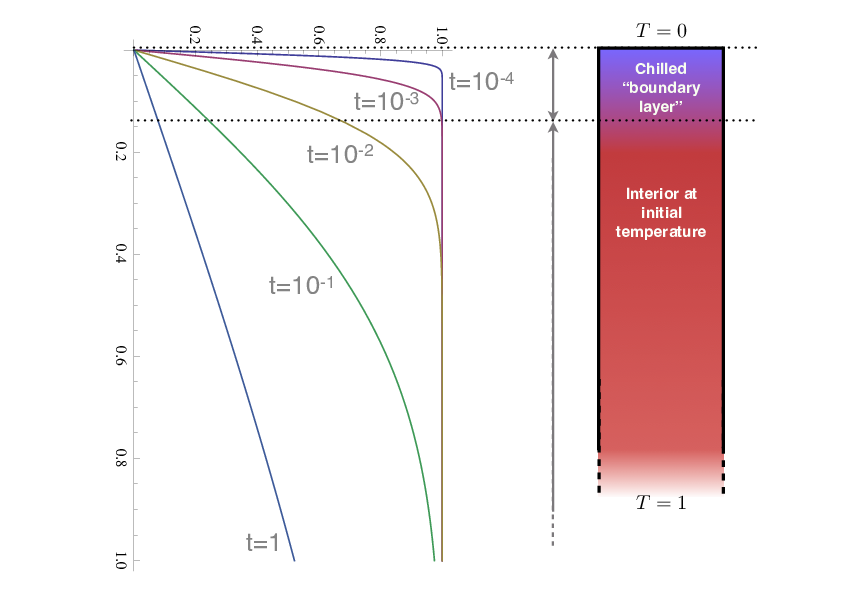 0.2 0.4 0.6 0.8 1.0
T = 0
Chilled
“boundary
layer”
t=10-4
t=10-3
t=10-2
0.2
Interior at
initial
temperature
0.4
t=10-1
0.6
0.8
T = 1
t=1
1.0